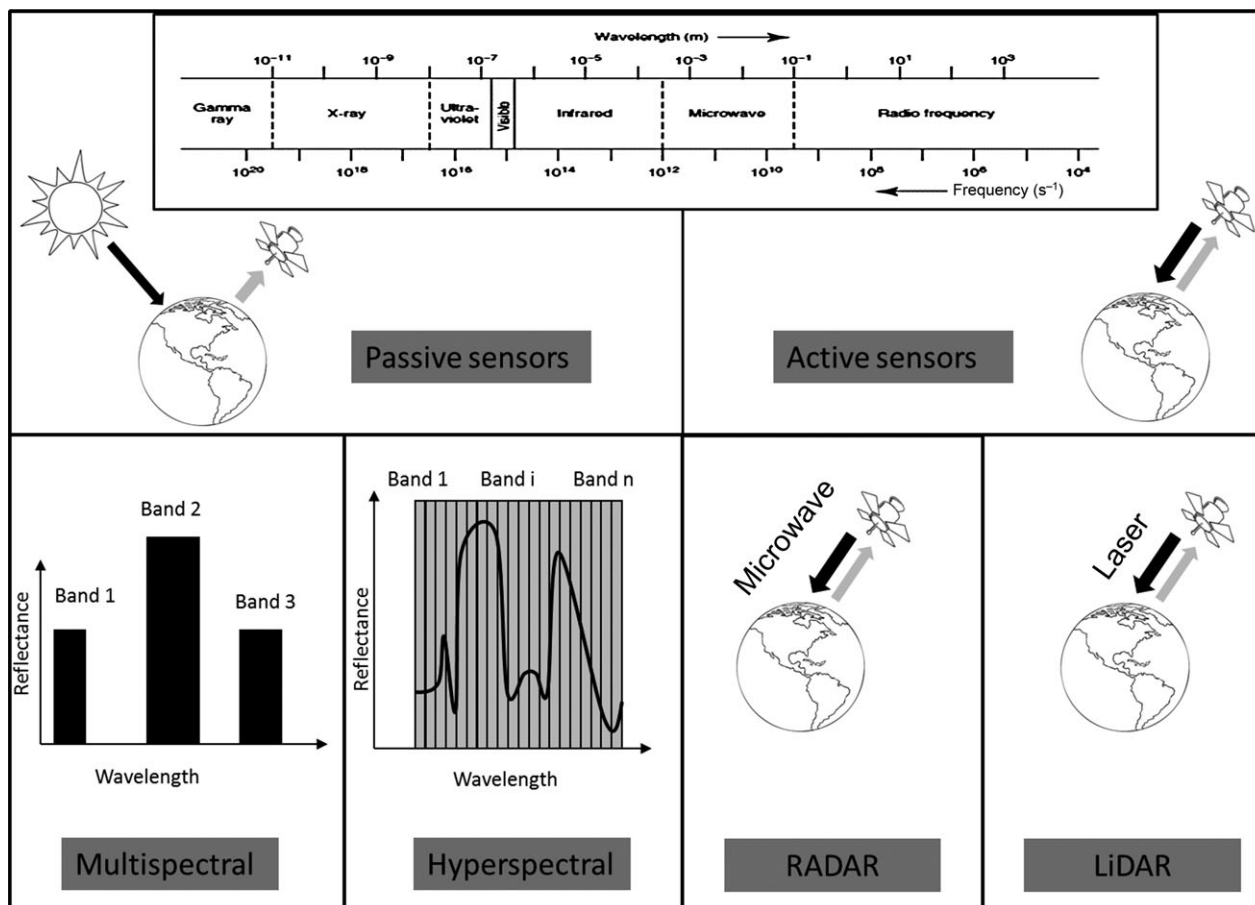 Wavelength (m)
10⁻¹¹ 10⁻⁹ 10⁻⁷ 10⁻⁵ 10⁻³ 10⁻¹ 10¹ 10³
Gamma ray X-ray Ultra-violet Visible Infrared Microwave Radio frequency
10²⁰ 10¹⁸ 10¹⁶ 10¹⁴ 10¹² 10¹⁰ 10⁸ 10⁶ 10⁴
Frequency (s⁻¹)
Passive sensors
Active sensors
Band 1
Band 2
Band 3
Reflectance
Wavelength
Multispectral
Band 1 Band i Band n
Reflectance
Wavelength
Hyperspectral
Microwave
RADAR
Laser
LiDAR